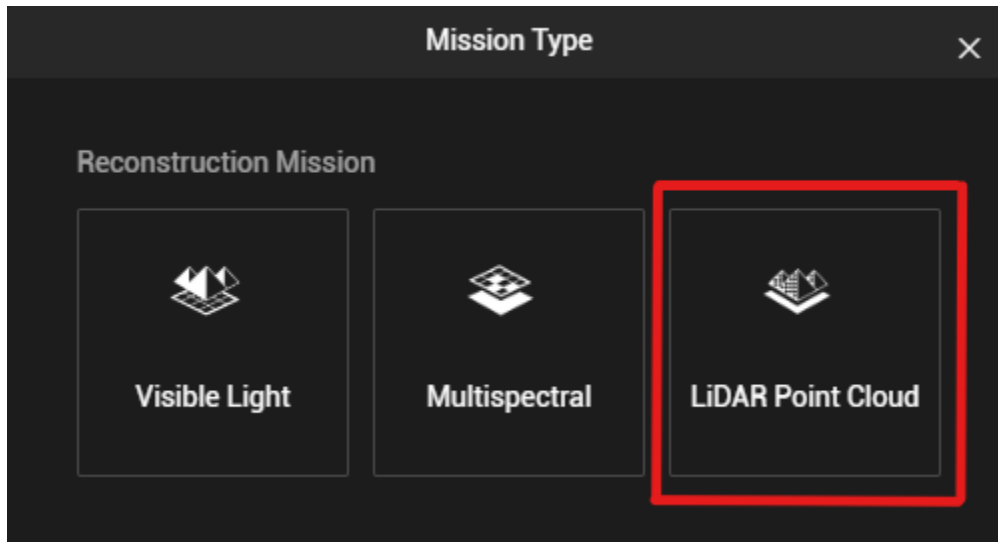 Mission Type
Reconstruction Mission
Visible Light
Multispectral
LiDAR Point Cloud